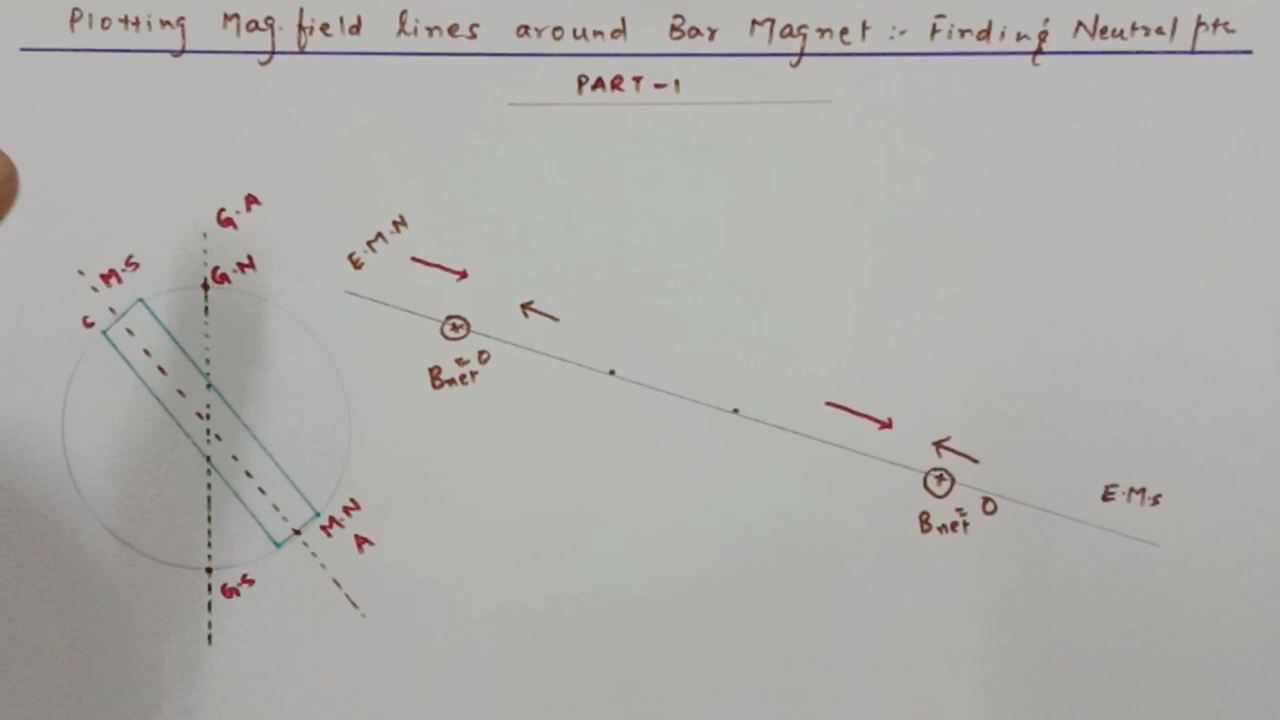 Plotting Mag. field lines around Bar Magnet :- Finding Neutral pts
PART-1
G.A
G.N
M.S
E.M.N
Bnet = 0
M.N
A
G.S
Bnet = 0
E.M.S